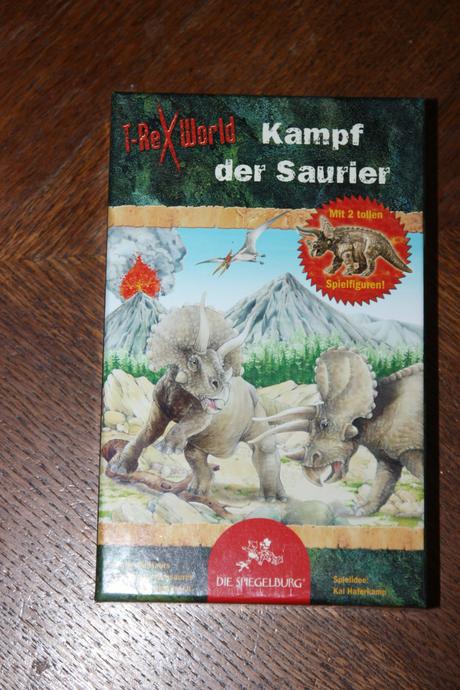 T-Rex World
Kampf
der Saurier
Mit 2 tollen
Spielfiguren!
DIE SPIEGELBURG®
Spielidee:
Kai Haferkamp